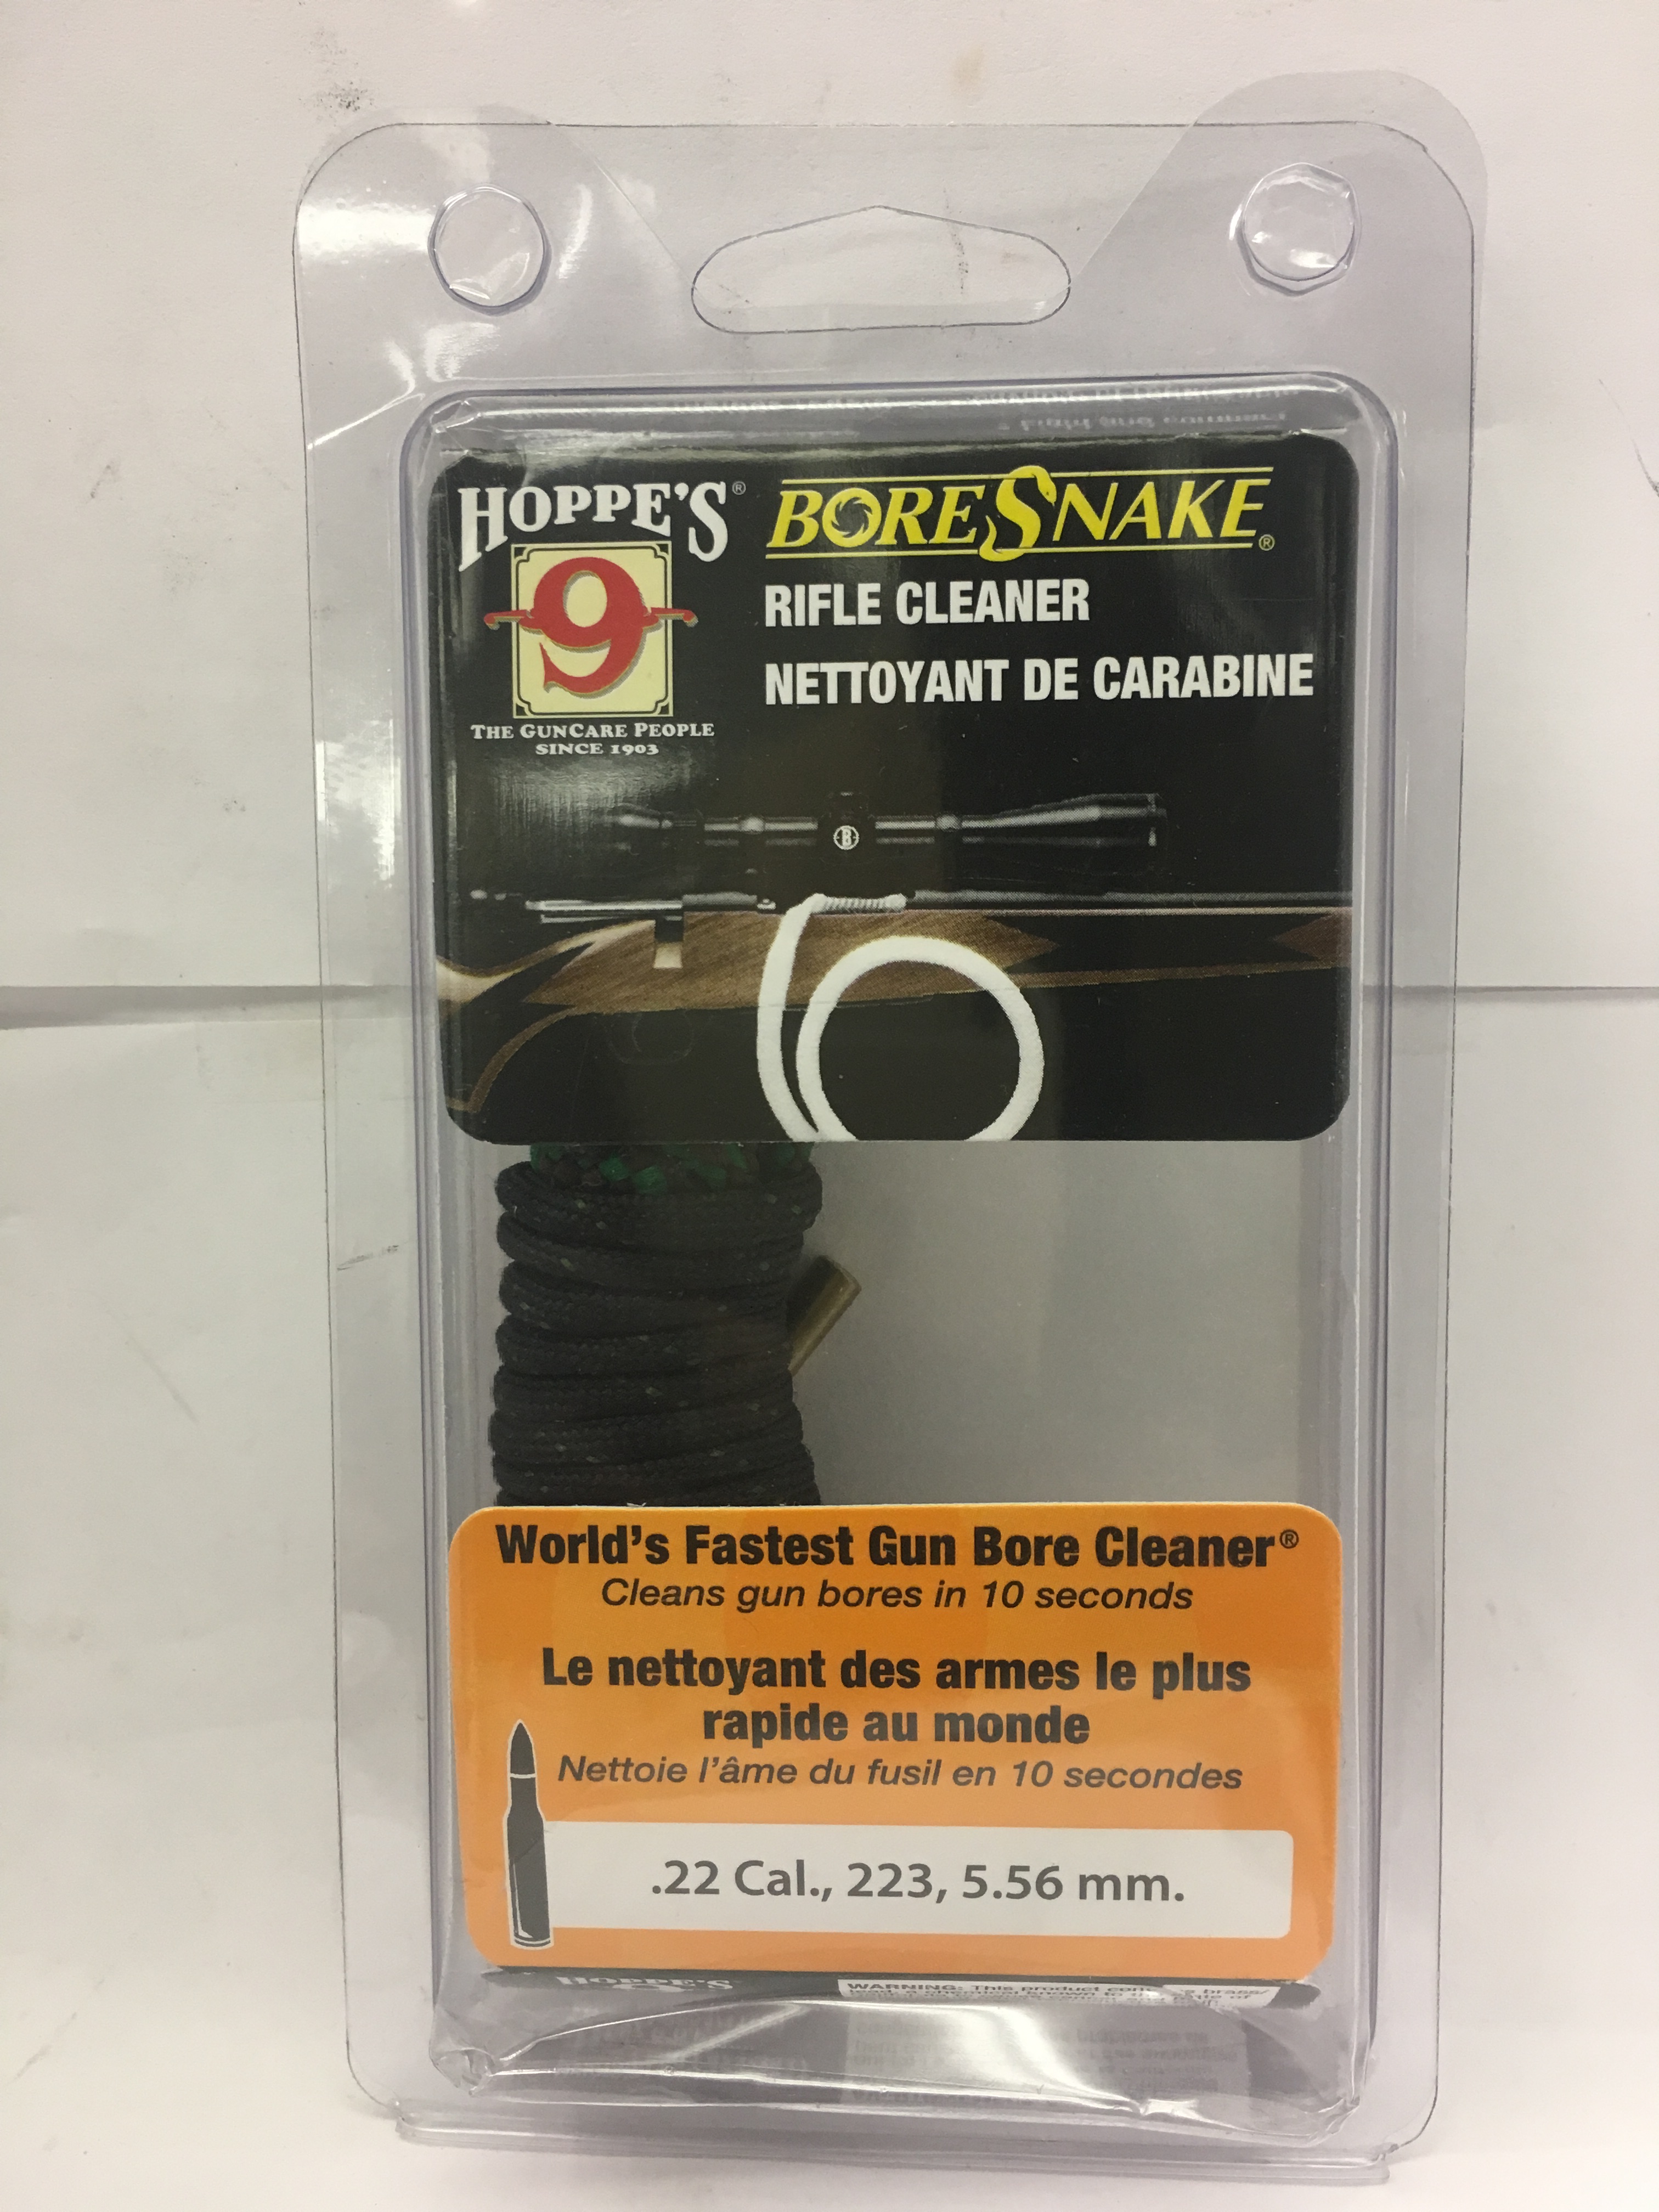 HOPPE'S®
9
THE GUNCARE PEOPLE
SINCE 1903
BORESNAKE®
RIFLE CLEANER
NETTOYANT DE CARABINE
B
World's Fastest Gun Bore Cleaner®
Cleans gun bores in 10 seconds
Le nettoyant des armes le plus
rapide au monde
Nettoie l'âme du fusil en 10 secondes
.22 Cal., 223, 5.56 mm.
HOPPE'S
WARNING: This product